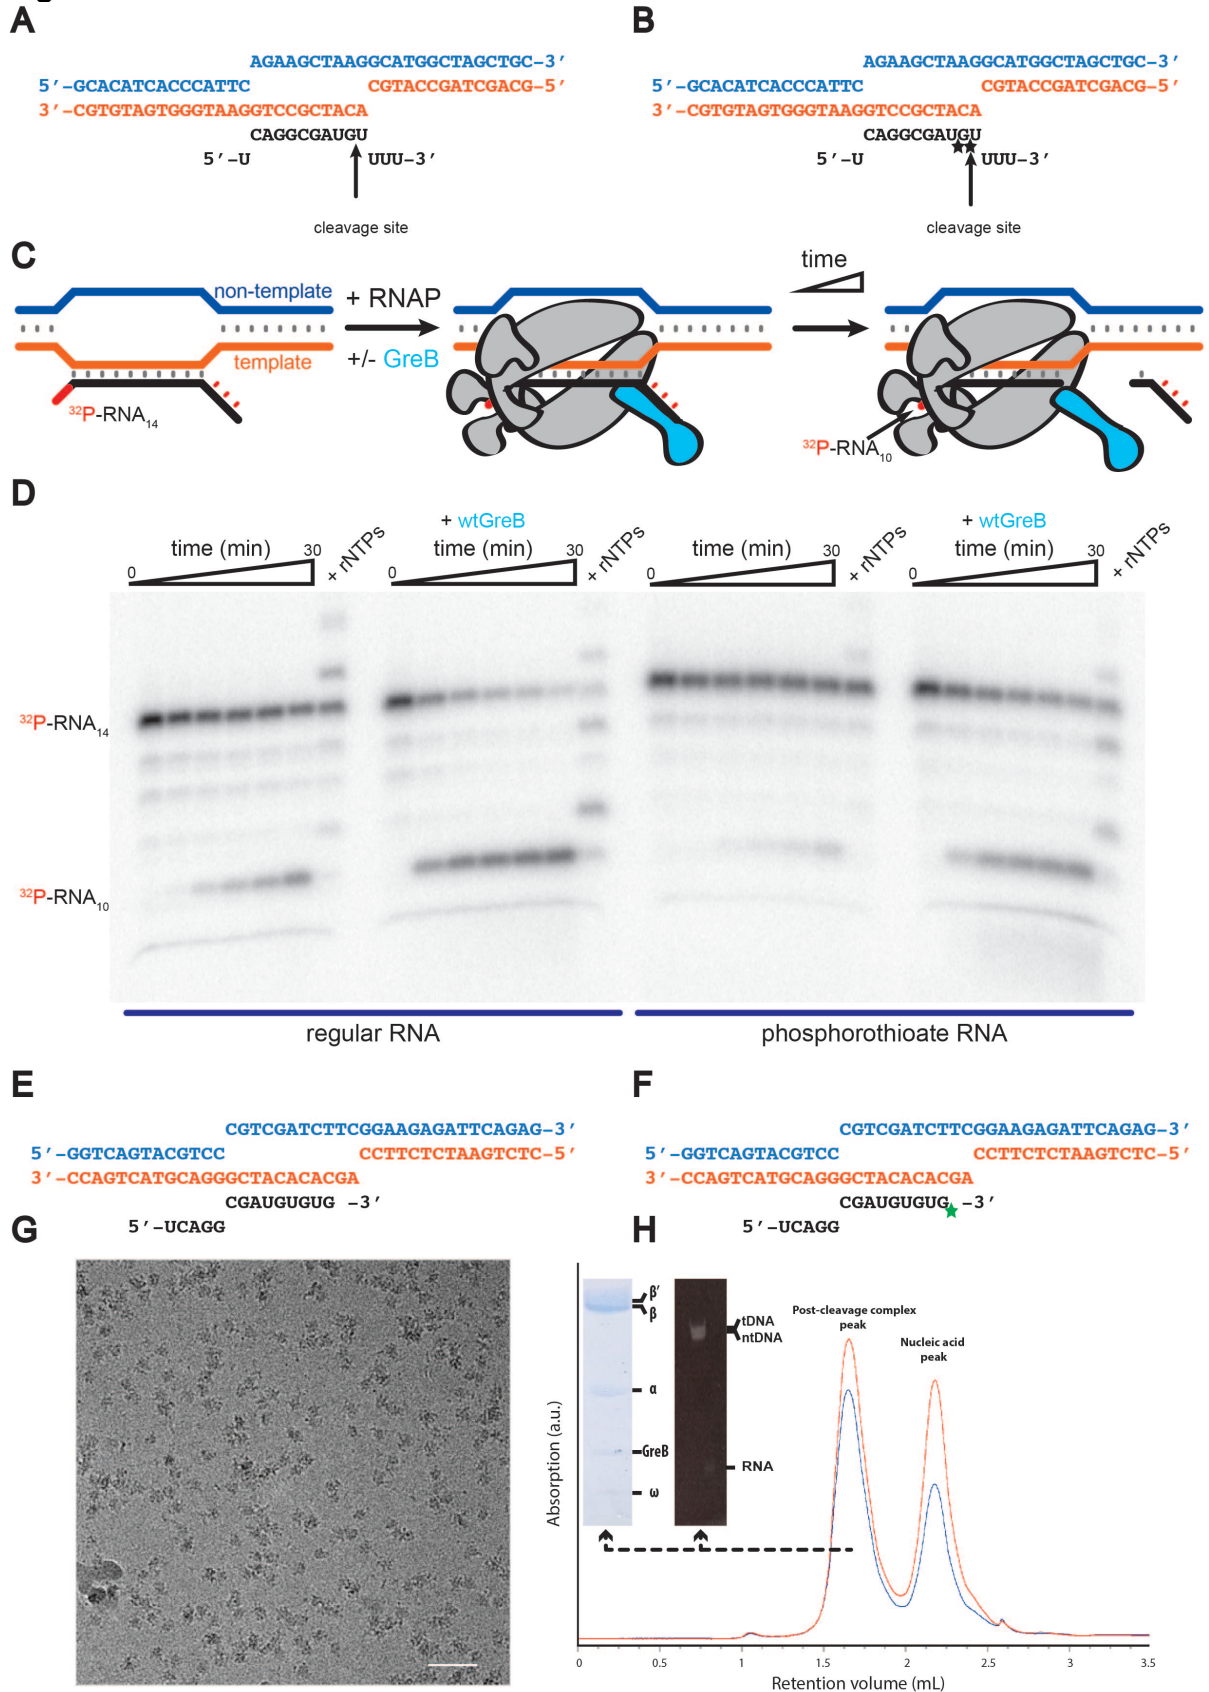 A
AGAAGCTAAGGCATGGCTAGCTGC-3′
5′-GCACATCACCCATTC
CGTACCGATCGACG-5′
3′-CGTGTAGTGGGTAAGGTCCGCTACA
CAGGCGAUGU
5′-U
UUU-3′
cleavage site
B
AGAAGCTAAGGCATGGCTAGCTGC-3′
5′-GCACATCACCCATTC
CGTACCGATCGACG-5′
3′-CGTGTAGTGGGTAAGGTCCGCTACA
CAGGCGAUGU
5′-U
UUU-3′
cleavage site
C
non-template
template
32P-RNA14
+ RNAP
+/- GreB
time
32P-RNA10
D
+ wtGreB
+ wtGreB
time (min)
0
30
+ rNTPs
time (min)
0
30
+ rNTPs
time (min)
0
30
+ rNTPs
time (min)
0
30
+ rNTPs
32P-RNA14
32P-RNA10
regular RNA
phosphorothioate RNA
E
CGTCGATCTTCGGAAGAGATTCAGAG-3′
5′-GGTCAGTACGTCC
CCTTCTCTAAGTCTC-5′
3′-CCAGTCATGCAGGGCTACACACGA
CGAUGUGUG -3′
5′-UCAGG
F
CGTCGATCTTCGGAAGAGATTCAGAG-3′
5′-GGTCAGTACGTCC
CCTTCTCTAAGTCTC-5′
3′-CCAGTCATGCAGGGCTACACACGA
CGAUGUGUG -3′
5′-UCAGG
G
H
β′
β
α
GreB
ω
tDNA
ntDNA
RNA
Post-cleavage complex
peak
Nucleic acid
peak
Absorption (a.u.)
0
0.5
1
1.5
2
2.5
3
3.5
Retention volume (mL)